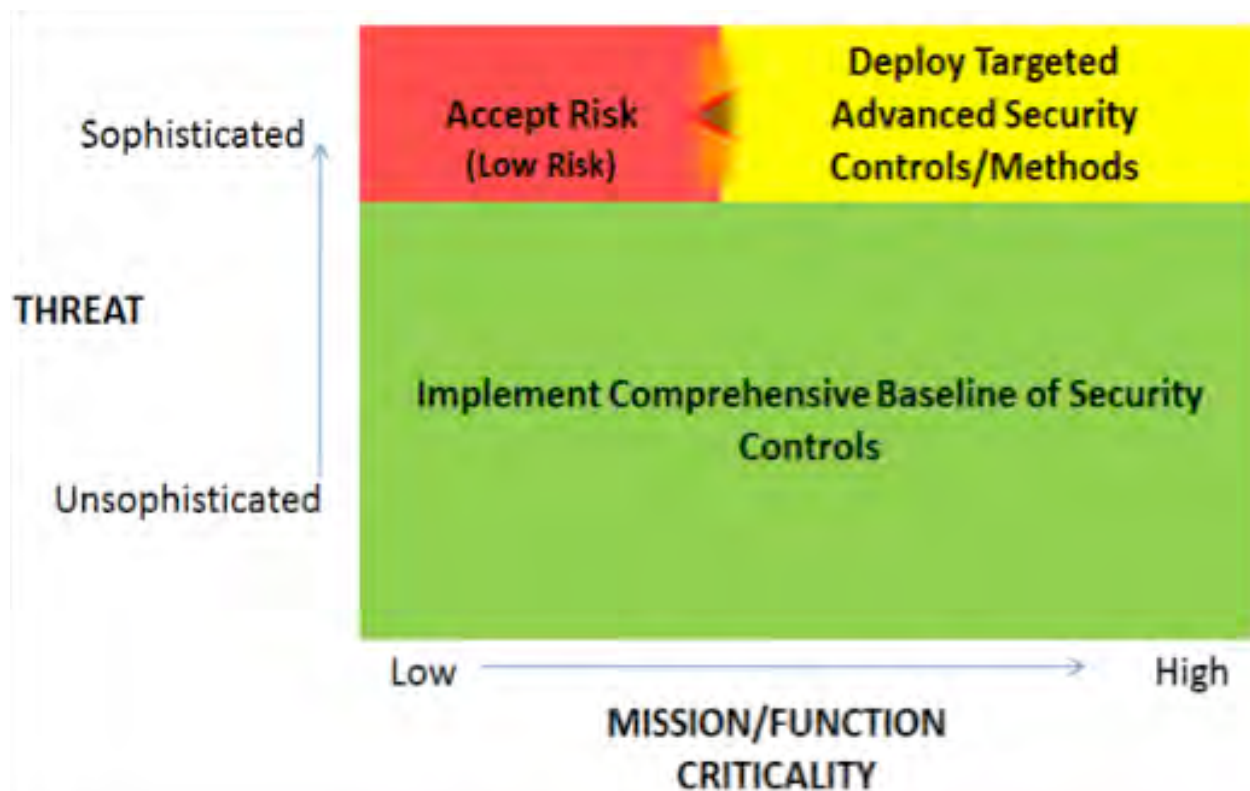 Deploy Targeted
Accept Risk
Advanced Security
(Low Risk)
Controls/Methods
Sophisticated
THREAT
Implement Comprehensive Baseline of Security
Controls
Unsophisticated
Low
High
MISSION/FUNCTION
CRITICALITY